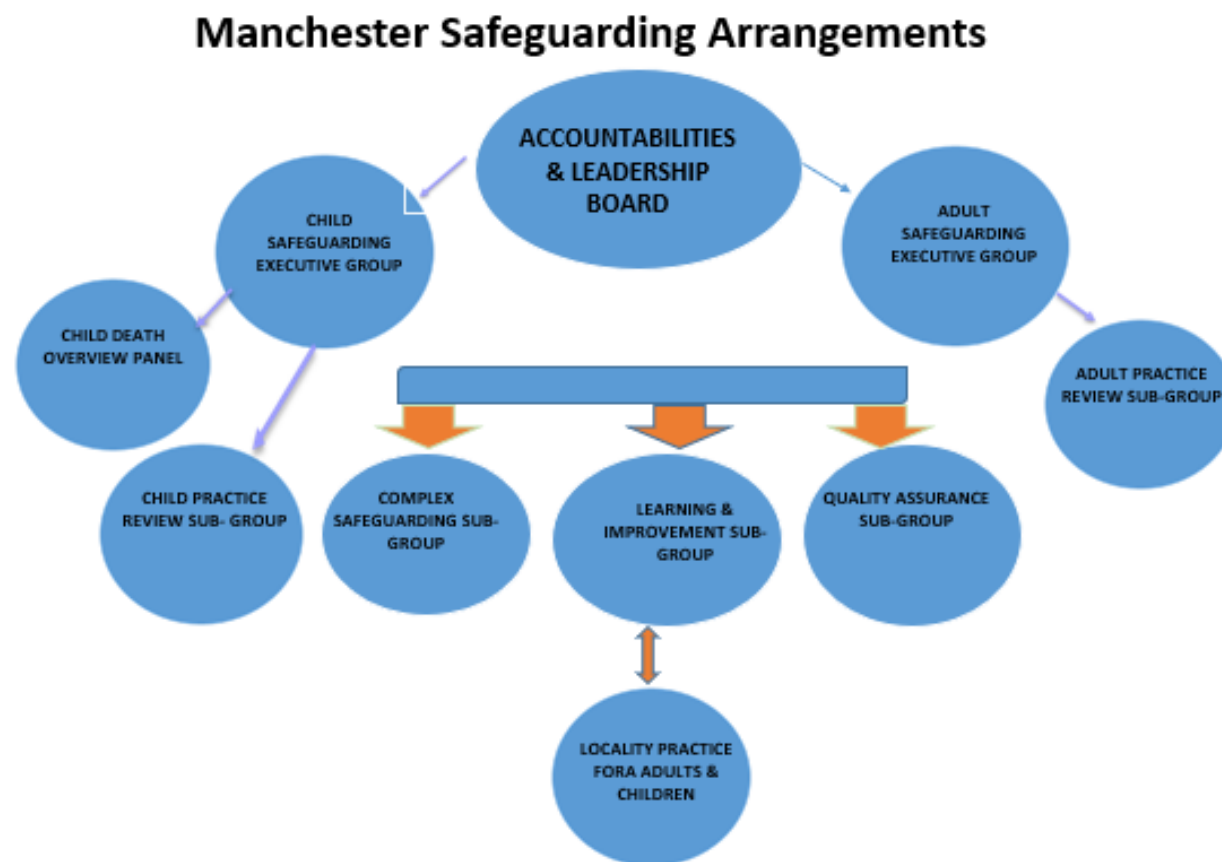 Manchester Safeguarding Arrangements
ACCOUNTABILITIES
& LEADERSHIP
BOARD
CHILD
SAFEGUARDING
EXECUTIVE GROUP
ADULT
SAFEGUARDING
EXECUTIVE GROUP
CHILD DEATH
OVERVIEW PANEL
ADULT PRACTICE
REVIEW SUB-GROUP
CHILD PRACTICE
REVIEW SUB- GROUP
COMPLEX
SAFEGUARDING SUB-
GROUP
LEARNING &
IMPROVEMENT SUB-
GROUP
QUALITY ASSURANCE
SUB-GROUP
LOCALITY PRACTICE
FORA ADULTS &
CHILDREN